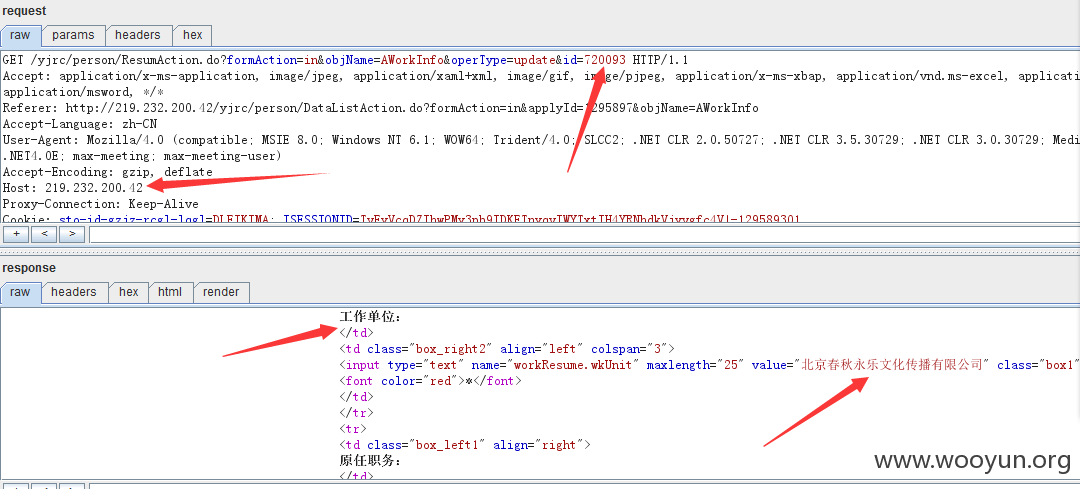 request
raw params headers hex
GET /yjrc/person/ResumAction.do?formAction=in&objName=AWorkInfo&operType=update&id=720093 HTTP/1.1
Accept: application/x-ms-application, image/jpeg, application/xaml+xml, image/gif, image/pjpeg, application/x-ms-xbap, application/vnd.ms-excel, application/
application/msword, */*
Referer: http://219.232.200.42/yjrc/person/DataListAction.do?formAction=in&applyId=1295897&objName=AWorkInfo
Accept-Language: zh-CN
User-Agent: Mozilla/4.0 (compatible; MSIE 8.0; Windows NT 6.1; WOW64; Trident/4.0; SLCC2; .NET CLR 2.0.50727; .NET CLR 3.5.30729; .NET CLR 3.0.30729; Medi
.NET4.0E; max-meeting; max-meeting-user)
Accept-Encoding: gzip, deflate
Host: 219.232.200.42
Proxy-Connection: Keep-Alive
Cookie:
+ < >
response
raw headers hex html render
工作单位:
</td>
<td class="box_right2" align="left" colspan="3">
<input type="text" name="workResume.wkUnit" maxlength="25" value="北京春秋永乐文化传播有限公司" class="box1"
<font color="red">*</font>
</td>
</tr>
<tr>
<td class="box_left1" align="right">
原任职务:
</td>
www.wooyun.org